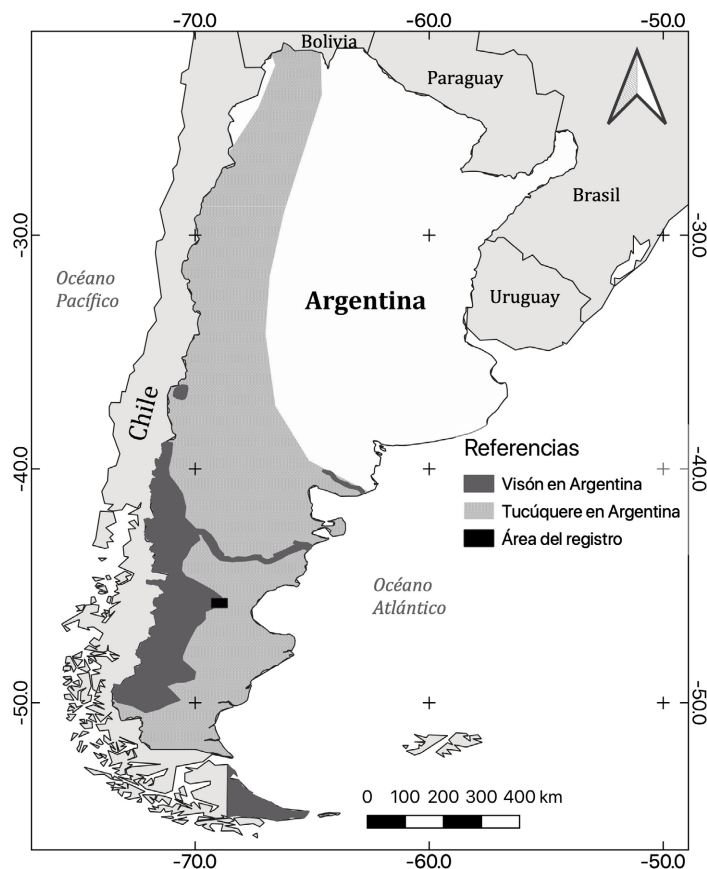 -70.0
-60.0
-50.0
Bolivia
Paraguay
Brasil
-30.0
-30.0
Océano
Pacífico
Argentina
Uruguay
Chile
Referencias
-40.0
-40.0
Visón en Argentina
Tucúquere en Argentina
Área del registro
Océano
Atlántico
-50.0
-50.0
0 100 200 300 400 km
-70.0
-60.0
-50.0